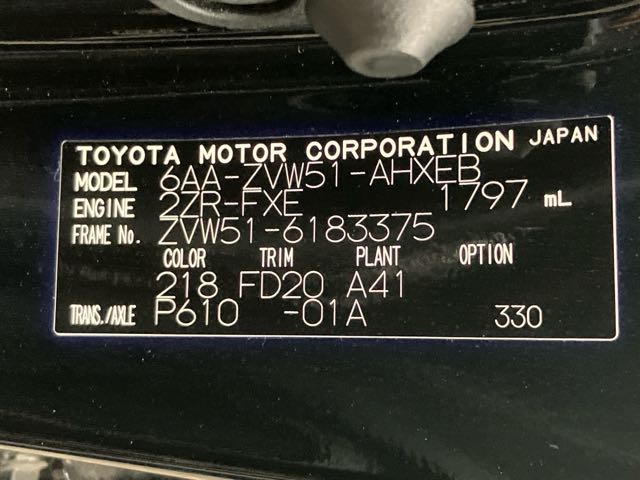 TOYOTA MOTOR CORPORATION JAPAN
MODEL 6AA-ZVW51-AHXEB
ENGINE 2ZR-FXE 1797 mL
FRAME No. ZVW51-6183375
COLOR TRIM PLANT OPTION
218 FD20 A41
TRANS./AXLE P610 -01A 330